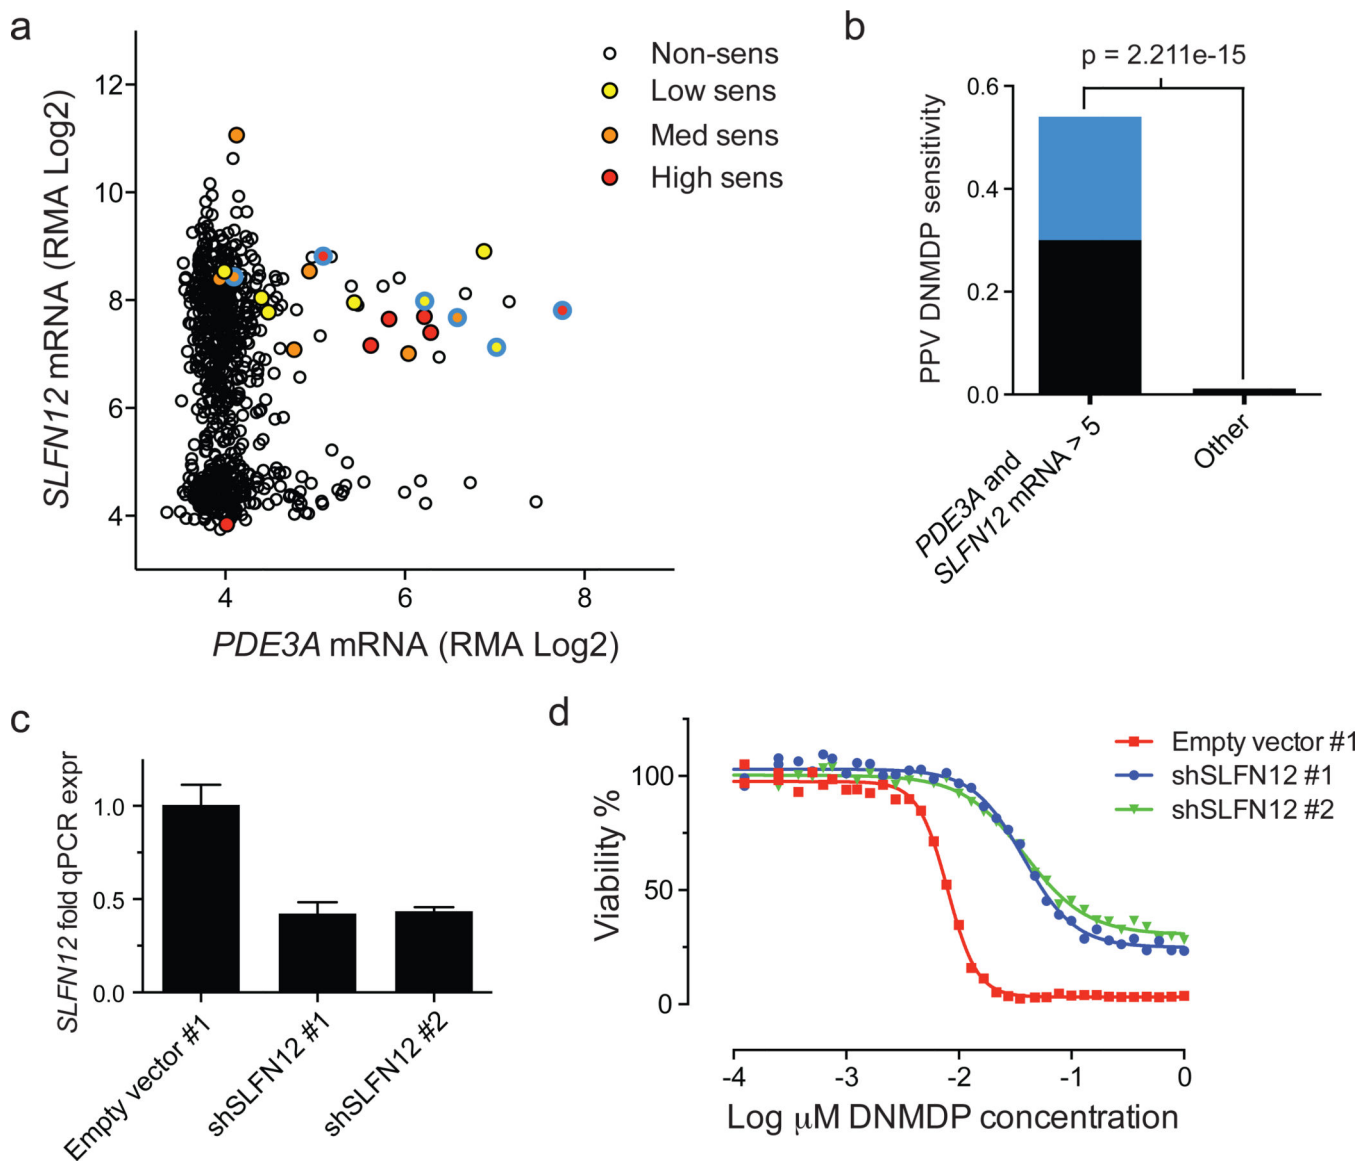 a
SLFN12 mRNA (RMA Log2)
12
10
8
6
4
4 6 8
PDE3A mRNA (RMA Log2)
Non-sens
Low sens
Med sens
High sens
b
p = 2.211e-15
PPV DNMDP sensitivity
0.6
0.4
0.2
0.0
PDE3A and
SLFN12 mRNA > 5
Other
c
SLFN12 fold qPCR expr
1.0
0.5
0.0
Empty vector #1
shSLFN12 #1
shSLFN12 #2
d
Viability %
100
50
0
-4 -3 -2 -1 0
Log μM DNMDP concentration
Empty vector #1
shSLFN12 #1
shSLFN12 #2